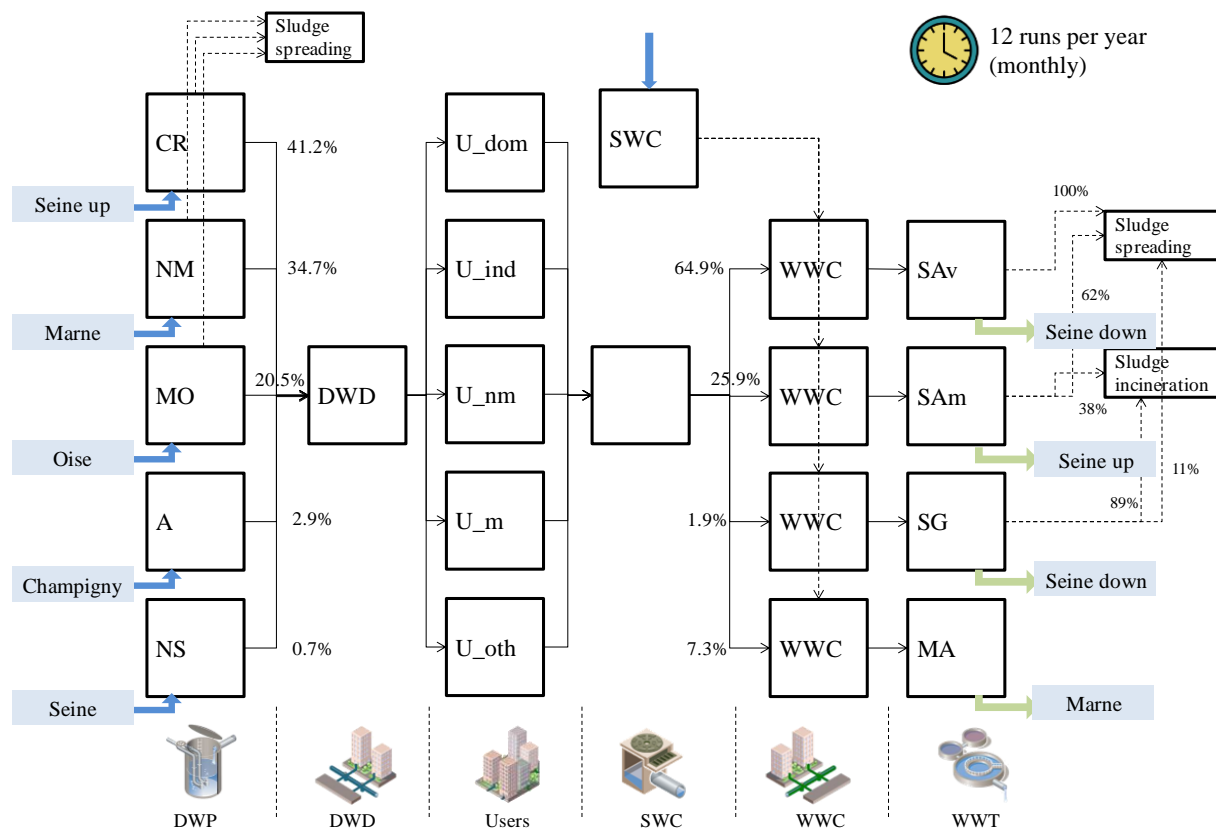 Sludge
spreading
12 runs per year
(monthly)
CR
41.2%
U_dom
SWC
Seine up
100%
NM
34.7%
U_ind
64.9%
WWC
SAv
Sludge
spreading
62%
Marne
Seine down
MO
20.5%
DWD
U_nm
25.9%
WWC
SAm
Sludge
incineration
38%
Oise
Seine up
11%
A
2.9%
U_m
1.9%
WWC
SG
89%
Champigny
Seine down
NS
0.7%
U_oth
7.3%
WWC
MA
Seine
Marne
DWP
DWD
Users
SWC
WWC
WWT